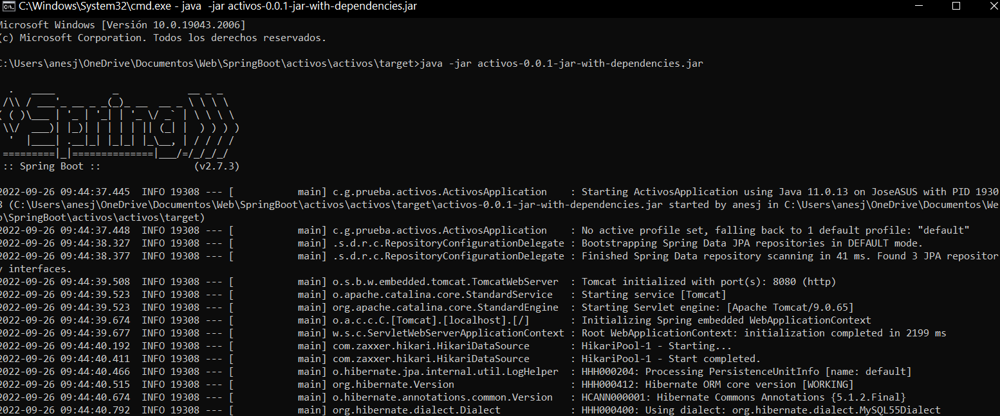 C:\Windows\System32\cmd.exe - java  -jar activos-0.0.1-jar-with-dependencies.jar
Microsoft Windows [Versión 10.0.19043.2006]
(c) Microsoft Corporation. Todos los derechos reservados.
C:\Users\anesj\OneDrive\Documentos\Web\SpringBoot\activos\activos\target>java -jar activos-0.0.1-jar-with-dependencies.jar
  .   ____          _            __ _ _
 /\\ / ___'_ __ _ _(_)_ __  __ _ \ \ \ \
( ( )\___ | '_ | '_| | '_ \/ _` | \ \ \ \
 \\/  ___)| |_)| | | | | || (_| |  ) ) ) )
  '  |____| .__|_| |_|_| |_\__, | / / / /
 =========|_|==============|___/=/_/_/_/
 :: Spring Boot ::                (v2.7.3)
2022-09-26 09:44:37.445  INFO 19308 --- [           main] c.g.prueba.activos.ActivosApplication    : Starting ActivosApplication using Java 11.0.13 on JoseASUS with PID 1930
8 (C:\Users\anesj\OneDrive\Documentos\Web\SpringBoot\activos\activos\target\activos-0.0.1-jar-with-dependencies.jar started by anesj in C:\Users\anesj\OneDrive\Documentos\We
b\SpringBoot\activos\activos\target)
2022-09-26 09:44:37.448  INFO 19308 --- [           main] c.g.prueba.activos.ActivosApplication    : No active profile set, falling back to 1 default profile: "default"
2022-09-26 09:44:38.327  INFO 19308 --- [           main] .s.d.r.c.RepositoryConfigurationDelegate : Bootstrapping Spring Data JPA repositories in DEFAULT mode.
2022-09-26 09:44:38.377  INFO 19308 --- [           main] .s.d.r.c.RepositoryConfigurationDelegate : Finished Spring Data repository scanning in 41 ms. Found 3 JPA repositor
y interfaces.
2022-09-26 09:44:39.508  INFO 19308 --- [           main] o.s.b.w.embedded.tomcat.TomcatWebServer  : Tomcat initialized with port(s): 8080 (http)
2022-09-26 09:44:39.523  INFO 19308 --- [           main] o.apache.catalina.core.StandardService   : Starting service [Tomcat]
2022-09-26 09:44:39.523  INFO 19308 --- [           main] org.apache.catalina.core.StandardEngine  : Starting Servlet engine: [Apache Tomcat/9.0.65]
2022-09-26 09:44:39.674  INFO 19308 --- [           main] o.a.c.c.C.[Tomcat].[localhost].[/]       : Initializing Spring embedded WebApplicationContext
2022-09-26 09:44:39.677  INFO 19308 --- [           main] w.s.c.ServletWebServerApplicationContext : Root WebApplicationContext: initialization completed in 2199 ms
2022-09-26 09:44:40.192  INFO 19308 --- [           main] com.zaxxer.hikari.HikariDataSource       : HikariPool-1 - Starting...
2022-09-26 09:44:40.411  INFO 19308 --- [           main] com.zaxxer.hikari.HikariDataSource       : HikariPool-1 - Start completed.
2022-09-26 09:44:40.466  INFO 19308 --- [           main] o.hibernate.jpa.internal.util.LogHelper  : HHH000204: Processing PersistenceUnitInfo [name: default]
2022-09-26 09:44:40.515  INFO 19308 --- [           main] org.hibernate.Version                    : HHH000412: Hibernate ORM core version [WORKING]
2022-09-26 09:44:40.674  INFO 19308 --- [           main] o.hibernate.annotations.common.Version   : HCANN000001: Hibernate Commons Annotations {5.1.2.Final}
2022-09-26 09:44:40.792  INFO 19308 --- [           main] org.hibernate.dialect.Dialect            : HHH000400: Using dialect: org.hibernate.dialect.MySQL55Dialect